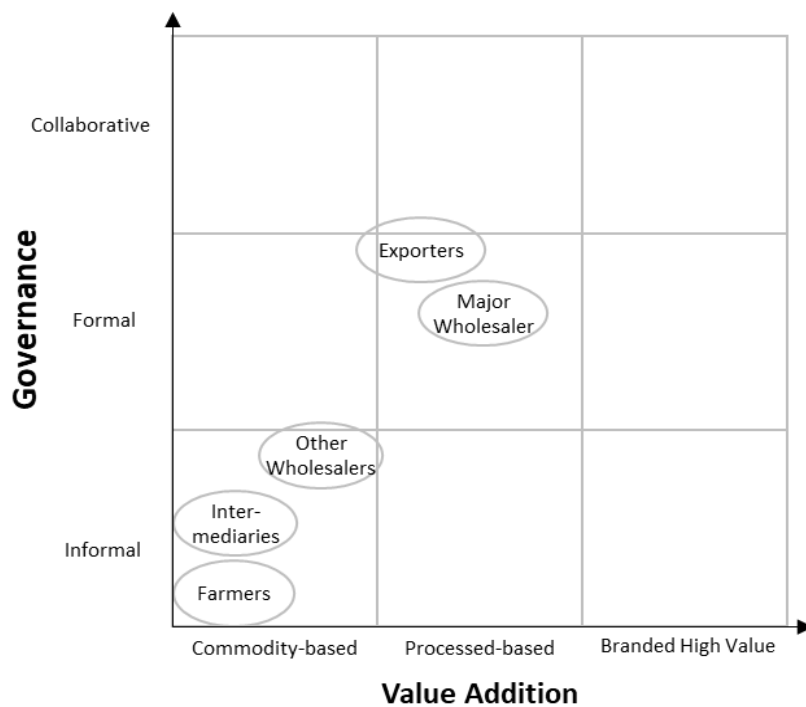 Collaborative
Governance
Exporters
Major
Wholesaler
Formal
Other
Wholesalers
Inter-
mediaries
Informal
Farmers
Commodity-based
Processed-based
Branded High Value
Value Addition